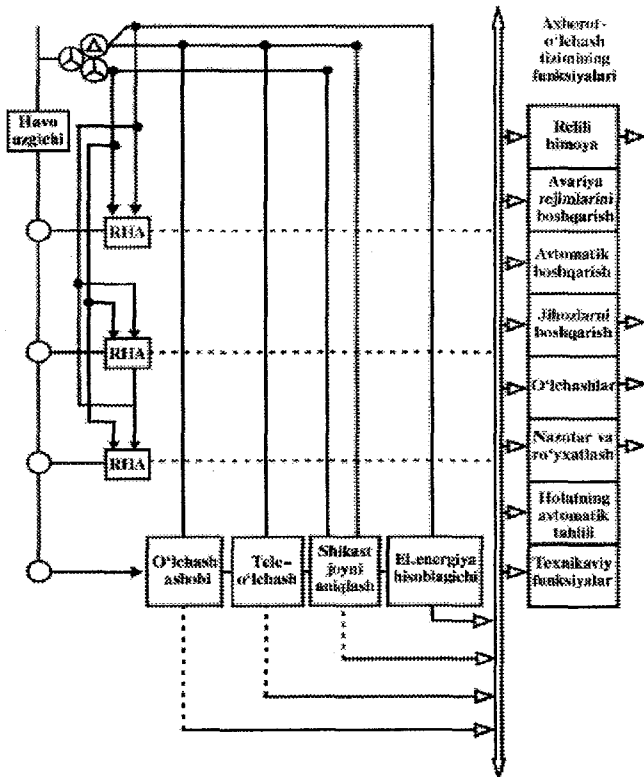 Axborot-
o‘lchash
tizimining
funksiyalari
Havo
uzgichi
Releli
himoya
Avariya
rejimlarini
boshqarish
RHA
Avtomatik
boshqarish
Jihozlarni
boshqarish
RHA
O‘lchashlar
Nazorat va
ro‘yxatlash
RHA
Holatning
avtomatik
tahlili
O‘lchash
asbobi
Tele-
o‘lchash
Shikast
joyni
aniqlash
El.energiya
hisoblagichi
Texnikaviy
funksiyalar